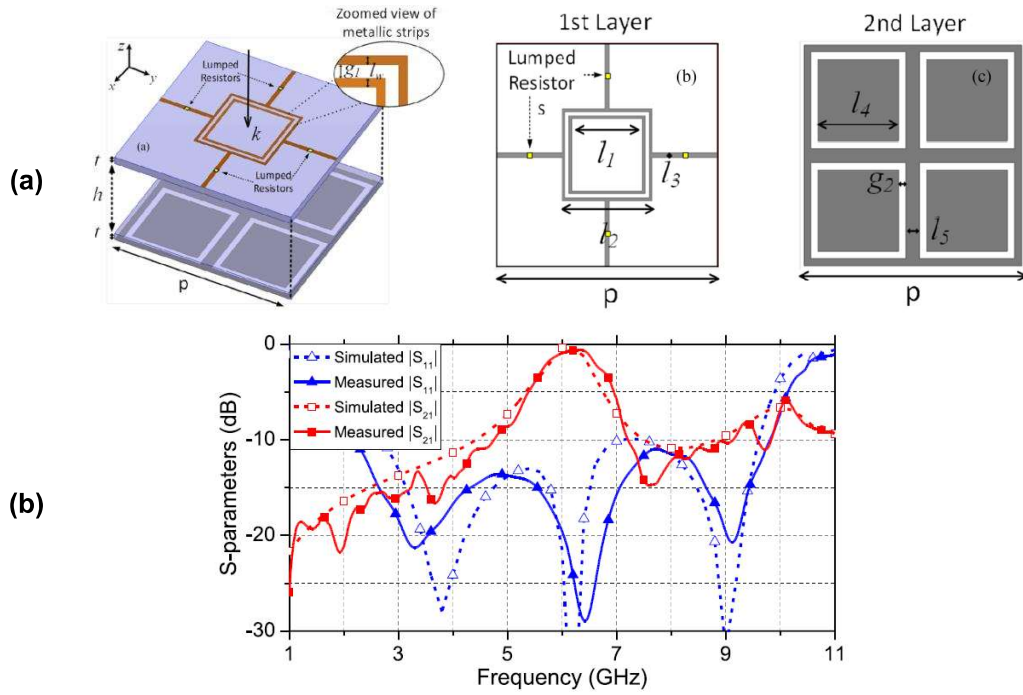 (a)
Zoomed view of
metallic strips
g1 lw
z
y
x
Lumped
Resistors
k
(a)
Lumped
Resistors
t
h
t
p
1st Layer
(b)
Lumped
Resistor
s
l1
l3
l2
p
2nd Layer
(c)
l4
g2
l5
p
(b)
Simulated |S11|
Measured |S11|
Simulated |S21|
Measured |S21|
S-parameters (dB)
0
-10
-20
-30
1 3 5 7 9 11
Frequency (GHz)